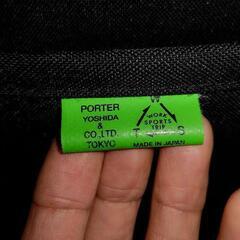 PORTER
YOSHIDA
&
CO.,LTD.
TOKYO
W
WORK
SPORTS
TRIP
T S
MADE IN JAPAN